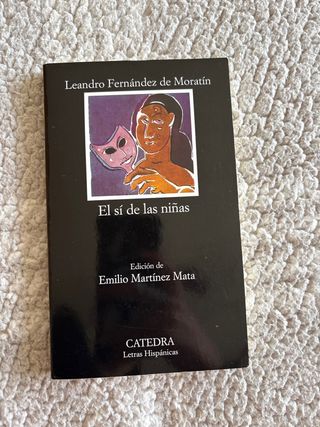 Leandro Fernández de Moratín
El sí de las niñas
Edición de
Emilio Martínez Mata
CATEDRA
Letras Hispánicas